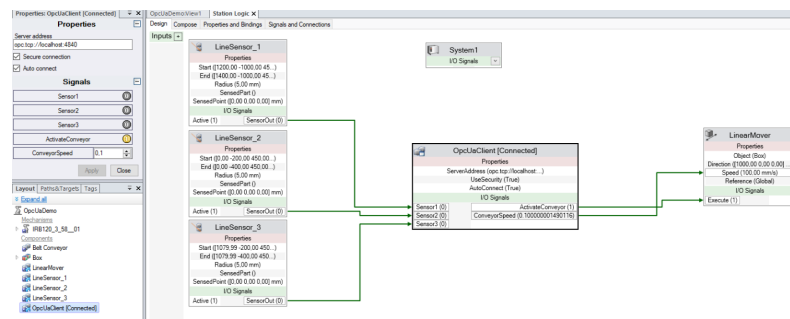 Properties: OpcUaClient [Connected]
Properties
Server address
opc.tcp://localhost:4840
Secure connection
Auto connect
Signals
Sensor1
0
Sensor2
0
Sensor3
0
ActivateConveyor
ConveyorSpeed
0.1
Apply
Close
Layout
Paths&Targets
Tags
Expand all
OpcUaDemo
Mechanisms
IRB120_3_58__01
Components
Belt Conveyor
Box
LinearMover
LineSensor_1
LineSensor_2
LineSensor_3
OpcUaClient [Connected]
OpcUaDemo:View1
Station Logic
Design
Compose
Properties and Bindings
Signals and Connections
Inputs
LineSensor_1
Properties
Start ([1200,00 -1000,00 45...)
End ([1400,00 -1000,00 45...)
Radius (5,00 mm)
SensedPart ()
SensedPoint ([0,00 0,00 0,00] mm)
I/O Signals
Active (1)
SensorOut (0)
LineSensor_2
Properties
Start ([0,00 -200,00 450,00...)
End ([0,00 -400,00 450,00...)
Radius (5,00 mm)
SensedPart ()
SensedPoint ([0,00 0,00 0,00] mm)
I/O Signals
Active (1)
SensorOut (0)
LineSensor_3
Properties
Start ([1079,99 -200,00 450...)
End ([1079,99 -400,00 450...)
Radius (5,00 mm)
SensedPart ()
SensedPoint ([0,00 0,00 0,00] mm)
I/O Signals
Active (1)
SensorOut (0)
System1
I/O Signals
OpcUaClient [Connected]
Properties
ServerAddress (opc.tcp://localhost: ...)
UseSecurity (True)
AutoConnect (True)
I/O Signals
Sensor1 (0)
ActivateConveyor (1)
Sensor2 (0)
ConveyorSpeed (0.100000001490116)
Sensor3 (0)
LinearMover
Properties
Object (Box)
Direction ([1000,00 0,00 0,00] ...
Speed (100,00 mm/s)
Reference (Global)
I/O Signals
Execute (1)